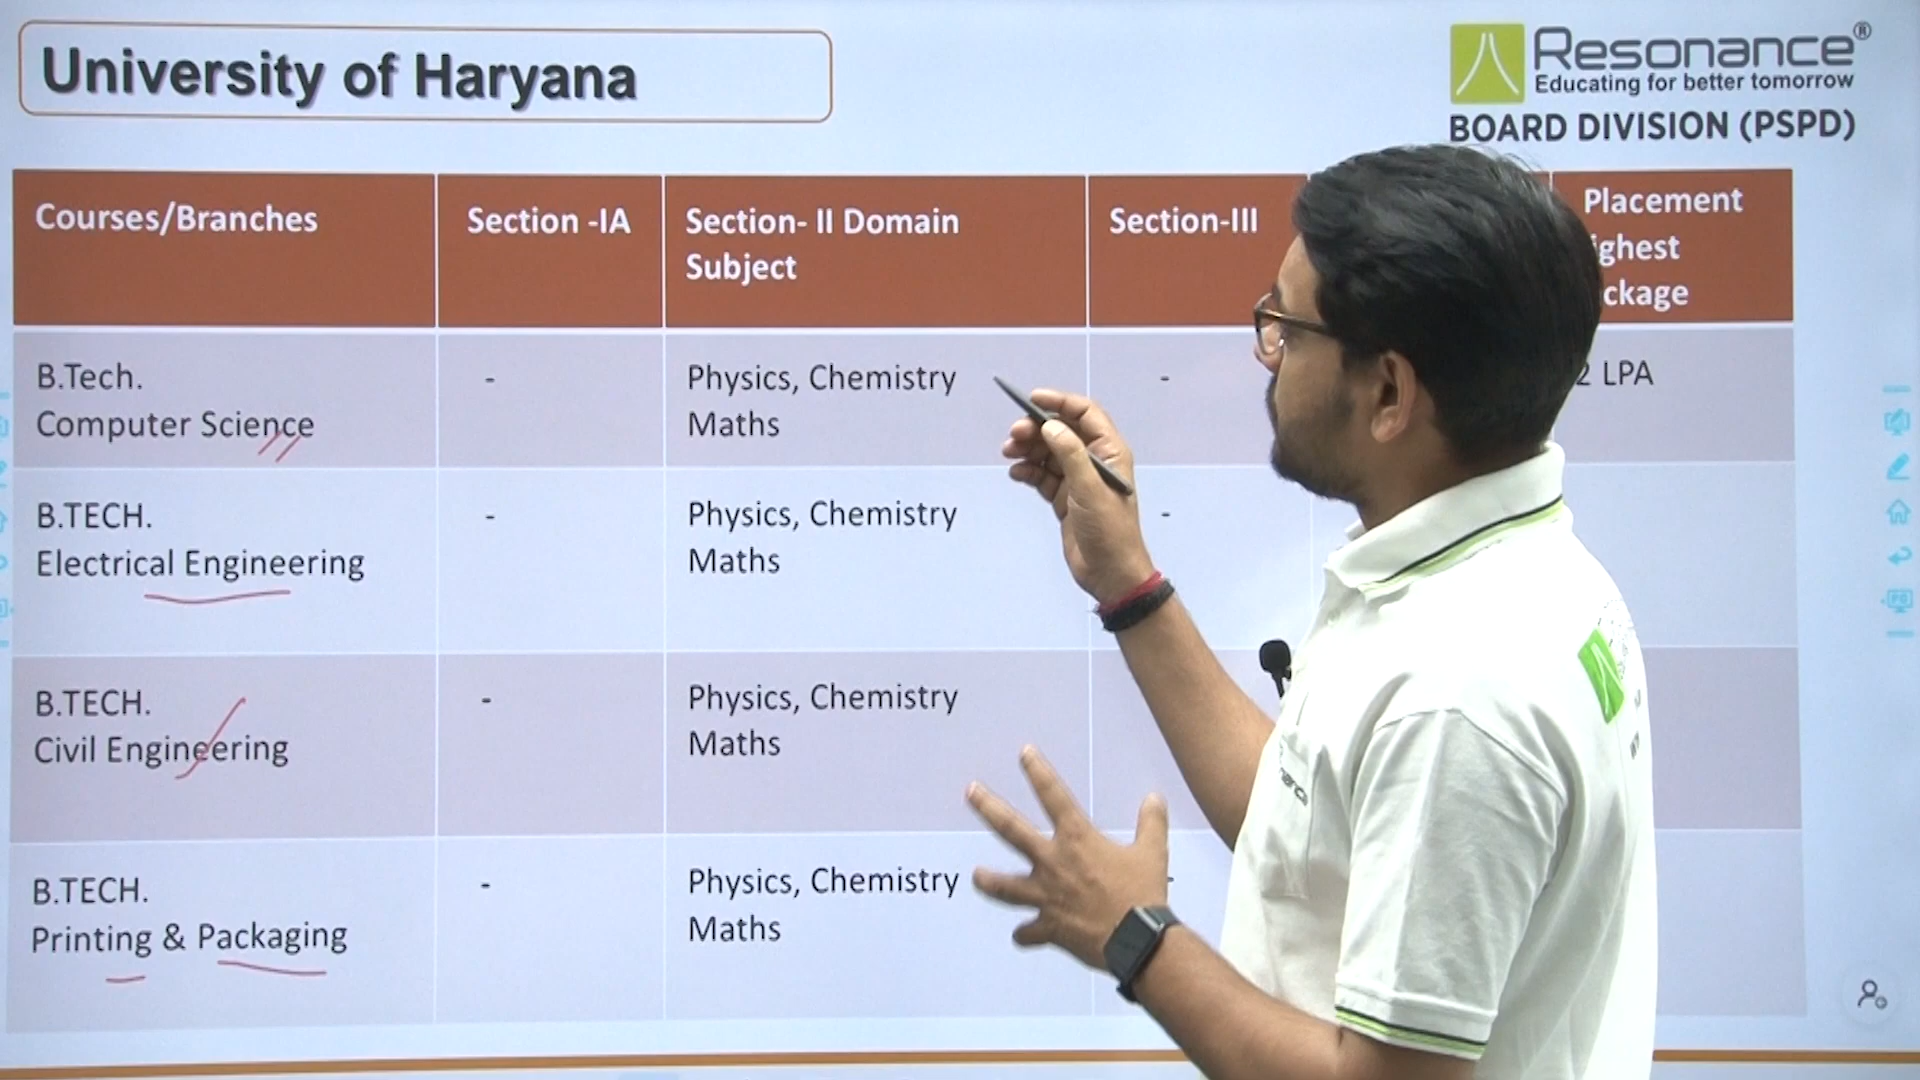 University of Haryana
Resonance®
Educating for better tomorrow
BOARD DIVISION (PSPD)
Courses/Branches
Section -IA
Section- II Domain
Subject
Section-III
Placement
B.Tech.
Computer Science
-
Physics, Chemistry
Maths
-
LPA
B.TECH.
Electrical Engineering
-
Physics, Chemistry
Maths
-
B.TECH.
Civil Engineering
-
Physics, Chemistry
Maths
B.TECH.
Printing & Packaging
-
Physics, Chemistry
Maths
-